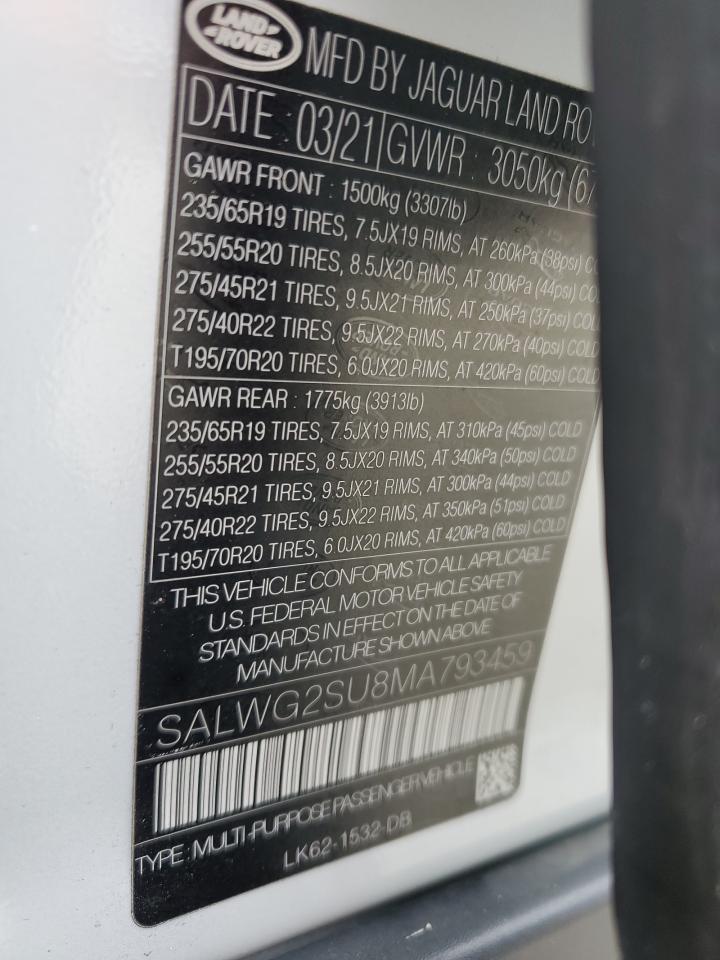 LAND
ROVER
MFD BY JAGUAR LAND RO
DATE : 03/21 GVWR : 3050kg (67
GAWR FRONT : 1500kg (3307lb)
235/65R19 TIRES, 7.5JX19 RIMS, AT 260kPa (38psi) CO
255/55R20 TIRES, 8.5JX20 RIMS, AT 300kPa (44psi) COL
275/45R21 TIRES, 9.5JX21 RIMS, AT 250kPa (37psi) COL
275/40R22 TIRES, 9.5JX22 RIMS, AT 270kPa (40psi) COL
T195/70R20 TIRES, 6.0JX20 RIMS, AT 420kPa (60psi) COLD
GAWR REAR : 1775kg (3913lb)
235/65R19 TIRES, 7.5JX19 RIMS, AT 310kPa (45psi) COLD
255/55R20 TIRES, 8.5JX20 RIMS, AT 340kPa (50psi) COLD
275/45R21 TIRES, 9.5JX21 RIMS, AT 300kPa (44psi) COLD
275/40R22 TIRES, 9.5JX22 RIMS, AT 350kPa (51psi) COLD
T195/70R20 TIRES, 6.0JX20 RIMS, AT 420kPa (60psi) COLD
THIS VEHICLE CONFORMS TO ALL APPLICABLE
U.S. FEDERAL MOTOR VEHICLE SAFETY
STANDARDS IN EFFECT ON THE DATE OF
MANUFACTURE SHOWN ABOVE
SALWG2SU8MA793459
TYPE: MULTI-PURPOSE PASSENGER VEHICLE
LK62-1532-DB